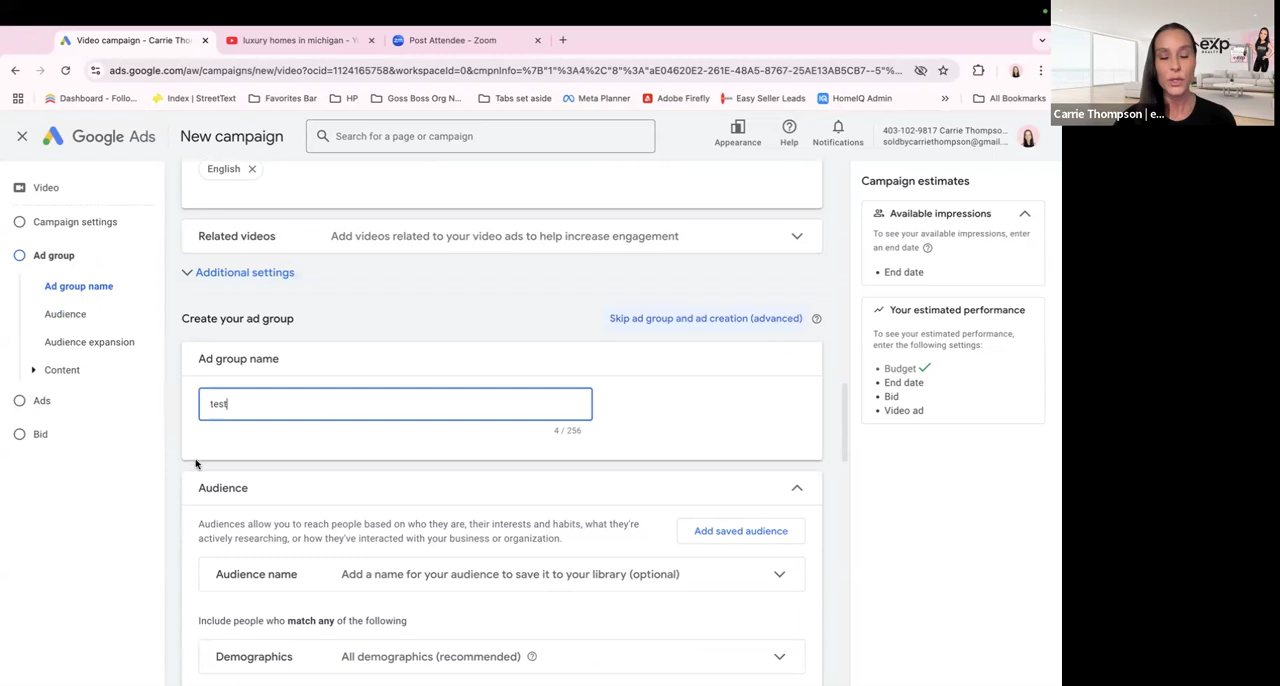 Video campaign - Carrie Tho
luxury homes in michigan - Y
Post Attendee - Zoom
ads.google.com/aw/campaigns/new/video?ocid=1124165758&workspaceId=0&cmpnInfo=%7B"1"%3A4%2C"8"%3A"aE04620E2-261E-48A5-8767-25AE13AB5CB7--5"%...
Dashboard - Follo...
Index | StreetText
Favorites Bar
HP
Goss Boss Org N...
Tabs set aside
Meta Planner
Adobe Firefly
Easy Seller Leads
HomeIQ Admin
»
All Bookmarks
exp
REALTY
Carrie Thompson | e...
Google Ads
New campaign
Search for a page or campaign
Appearance
Help
Notifications
403-102-9817 Carrie Thompso...
soldbycarriethompson@gmail....
Video
Campaign settings
Ad group
Ad group name
Audience
Audience expansion
Content
Ads
Bid
English
Related videos
Add videos related to your video ads to help increase engagement
Additional settings
Create your ad group
Skip ad group and ad creation (advanced)
Ad group name
test
4 / 256
Audience
Audiences allow you to reach people based on who they are, their interests and habits, what they're
actively researching, or how they've interacted with your business or organization.
Add saved audience
Audience name
Add a name for your audience to save it to your library (optional)
Include people who match any of the following
Demographics
All demographics (recommended)
Campaign estimates
Available impressions
To see your available impressions, enter
an end date
• End date
Your estimated performance
To see your estimated performance,
enter the following settings:
• Budget
• End date
• Bid
• Video ad